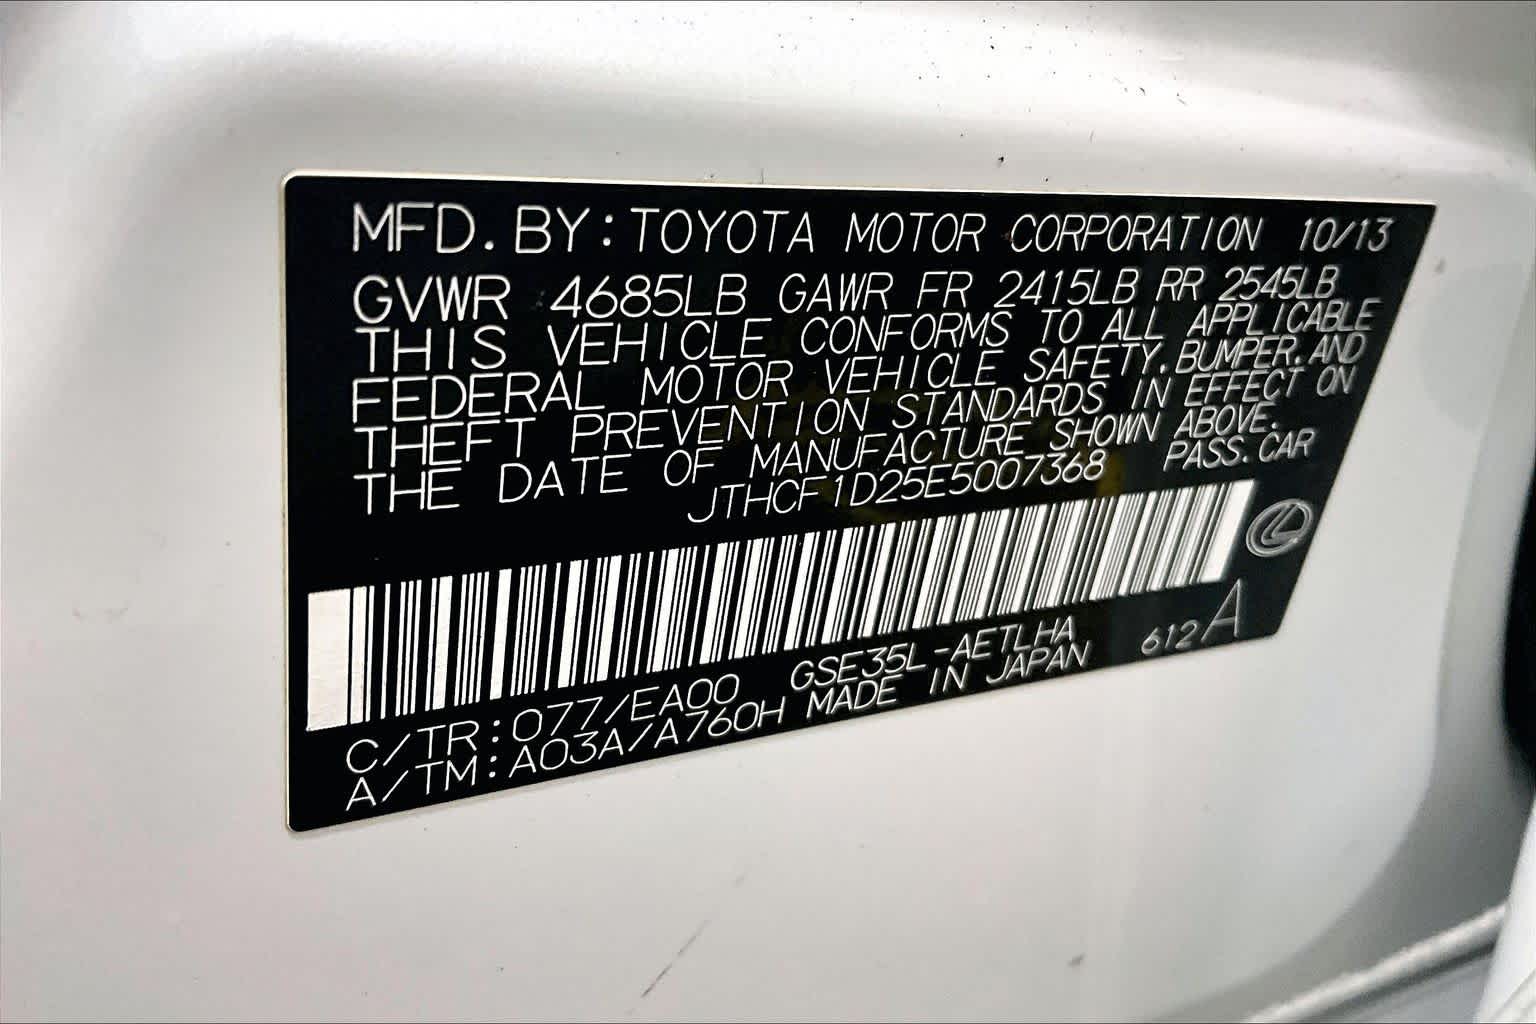 MFD. BY: TOYOTA MOTOR CORPORATION 10/13
GVWR 4685LB GAWR FR 2415LB RR 2545LB
THIS VEHICLE CONFORMS TO ALL APPLICABLE
FEDERAL MOTOR VEHICLE SAFETY, BUMPER, AND
THEFT PREVENTION STANDARDS IN EFFECT ON
THE DATE OF MANUFACTURE SHOWN ABOVE.
JTHCF1D25E5007368 PASS. CAR
C/TR: 077/EA00 GSE35L-AETLHA 612 A
A/TM: A03A/A760H MADE IN JAPAN